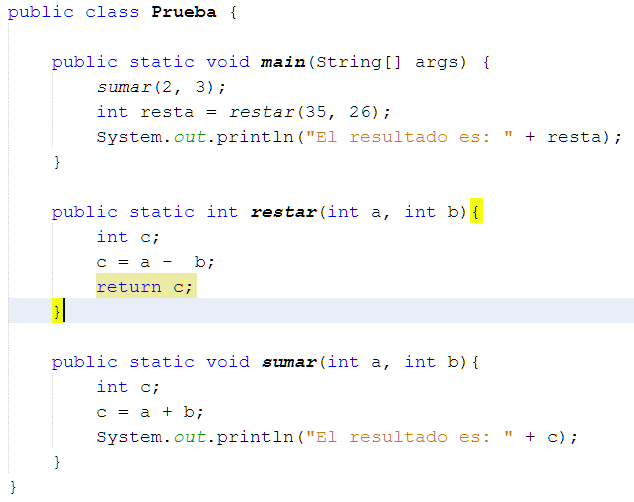 public class Prueba {
public static void main(String[] args) {
sumar(2, 3);
int resta = restar(35, 26);
System.out.println("El resultado es: " + resta);
}
public static int restar(int a, int b){
int c;
c = a -  b;
return c;
}
public static void sumar(int a, int b){
int c;
c = a + b;
System.out.println("El resultado es: " + c);
}
}